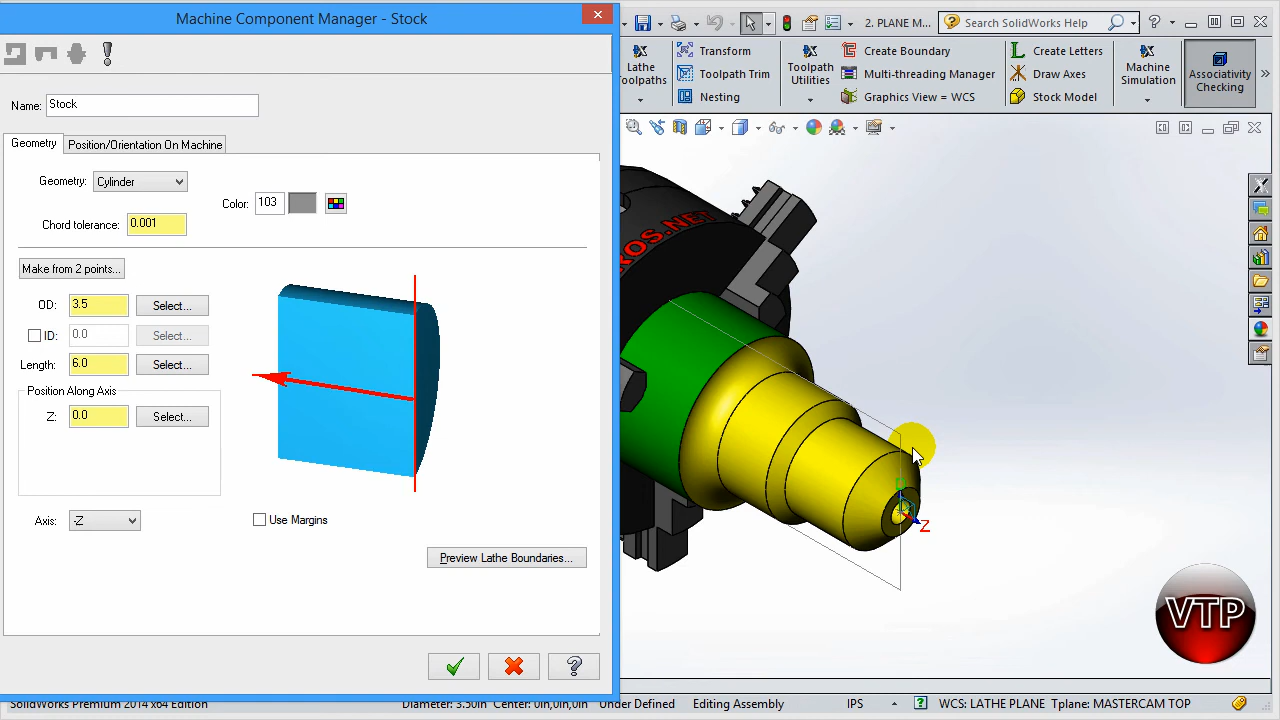 Machine Component Manager - Stock
Name: Stock
Geometry
Position/Orientation On Machine
Geometry: Cylinder
Color: 103
Chord tolerance: 0.001
Make from 2 points...
OD: 3.5 Select...
ID: 0.0 Select...
Length: 6.0 Select...
Position Along Axis
Z: 0.0 Select...
Axis: -Z
Use Margins
Preview Lathe Boundaries...
2. PLANE M...
Search SolidWorks Help
Lathe
Toolpaths
Transform
Toolpath Trim
Nesting
Toolpath
Utilities
Create Boundary
Multi-threading Manager
Graphics View = WCS
Create Letters
Draw Axes
Stock Model
Machine
Simulation
Associativity
Checking
OS.NET
Z
VTP
SolidWorks Premium 2014 x64 Edition
Diameter: 3.50in Center: 0in,0in,0in Under Defined
Editing Assembly
IPS
WCS: LATHE PLANE Tplane: MASTERCAM TOP